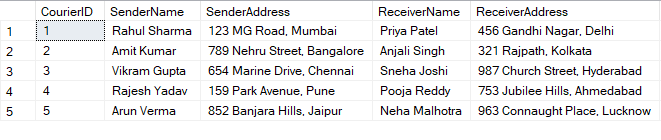 CourierID SenderName SenderAddress ReceiverName ReceiverAddress
1 1 Rahul Sharma 123 MG Road, Mumbai Priya Patel 456 Gandhi Nagar, Delhi
2 2 Amit Kumar 789 Nehru Street, Bangalore Anjali Singh 321 Rajpath, Kolkata
3 3 Vikram Gupta 654 Marine Drive, Chennai Sneha Joshi 987 Church Street, Hyderabad
4 4 Rajesh Yadav 159 Park Avenue, Pune Pooja Reddy 753 Jubilee Hills, Ahmedabad
5 5 Arun Verma 852 Banjara Hills, Jaipur Neha Malhotra 963 Connaught Place, Lucknow